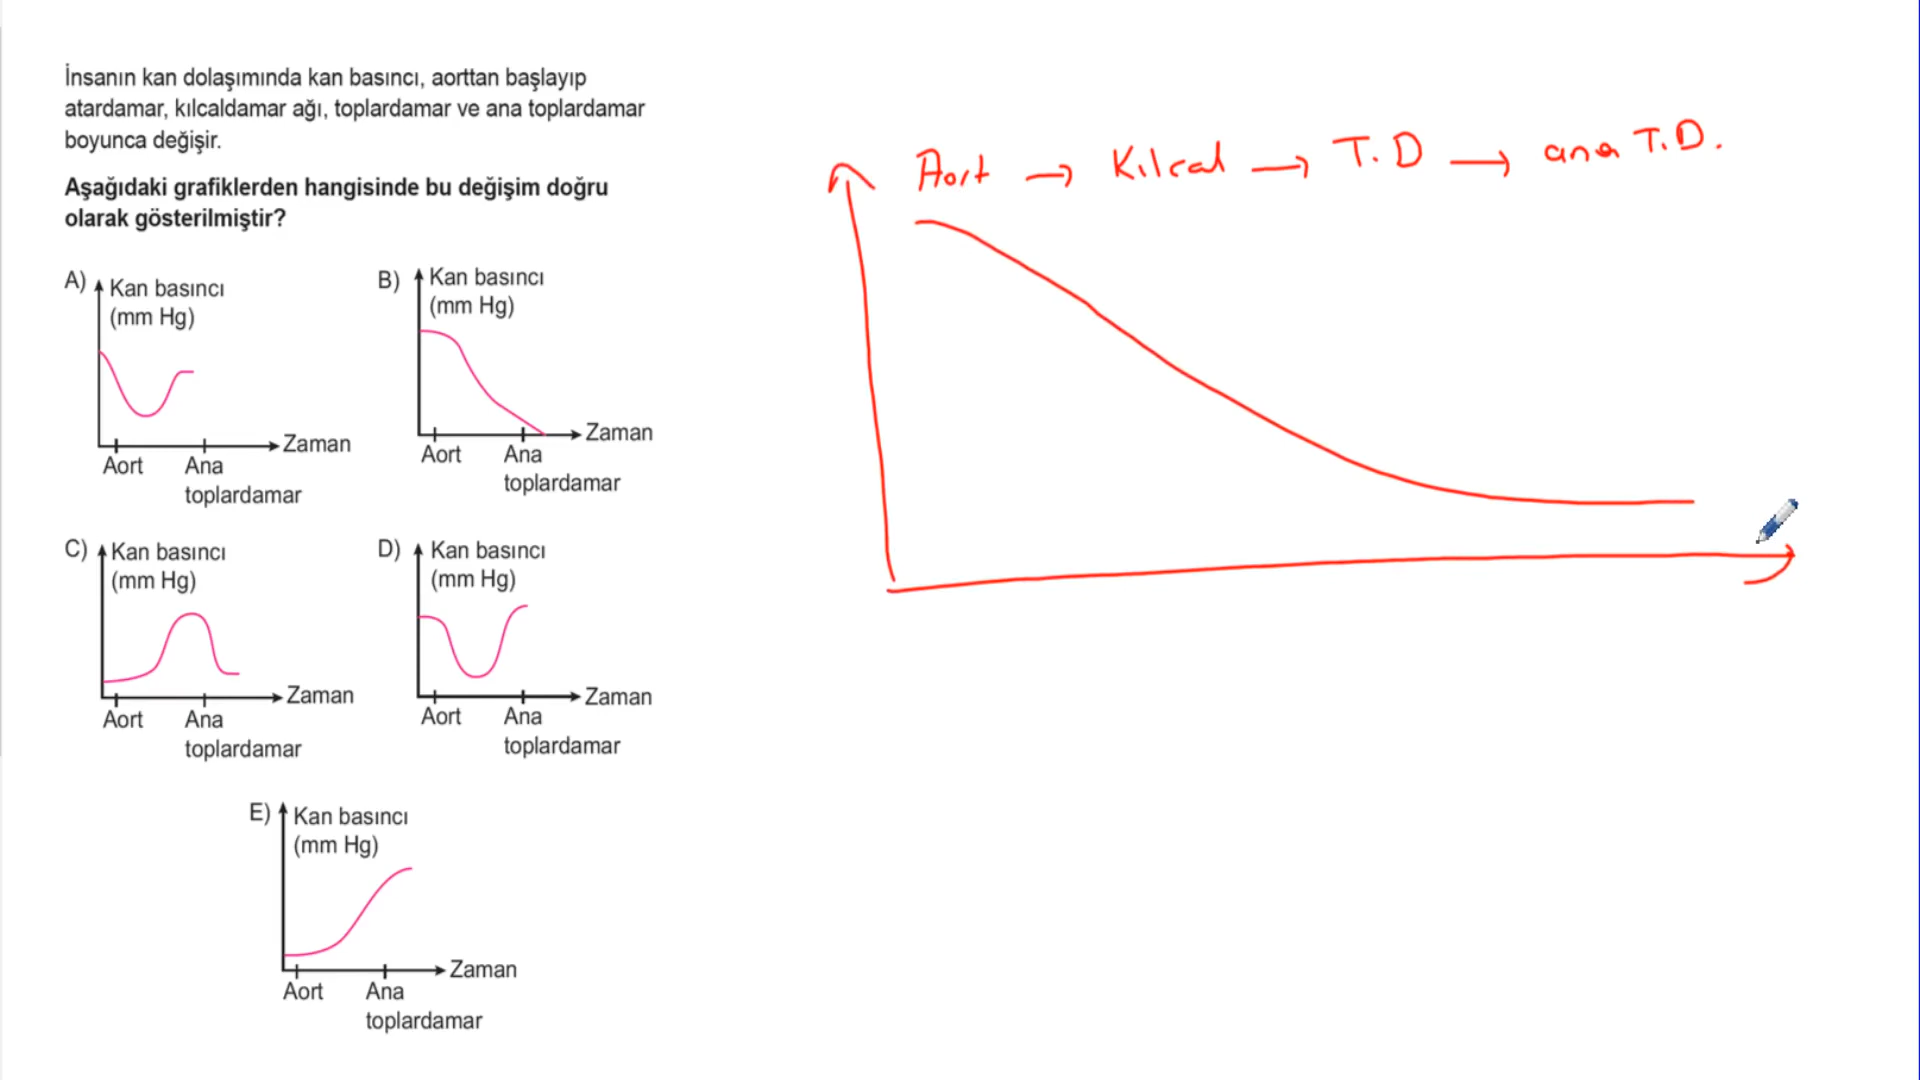 İnsanın kan dolaşımında kan basıncı, aorttan başlayıp
atardamar, kılcaldamar ağı, toplardamar ve ana toplardamar
boyunca değişir.
Aşağıdaki grafiklerden hangisinde bu değişim doğru
olarak gösterilmiştir?
A) Kan basıncı
(mm Hg)
Zaman
Aort Ana
toplardamar
B) Kan basıncı
(mm Hg)
Zaman
Aort Ana
toplardamar
C) Kan basıncı
(mm Hg)
Zaman
Aort Ana
toplardamar
D) Kan basıncı
(mm Hg)
Zaman
Aort Ana
toplardamar
E) Kan basıncı
(mm Hg)
Zaman
Aort Ana
toplardamar
Aort → Kılcal → T.D → ana T.D.